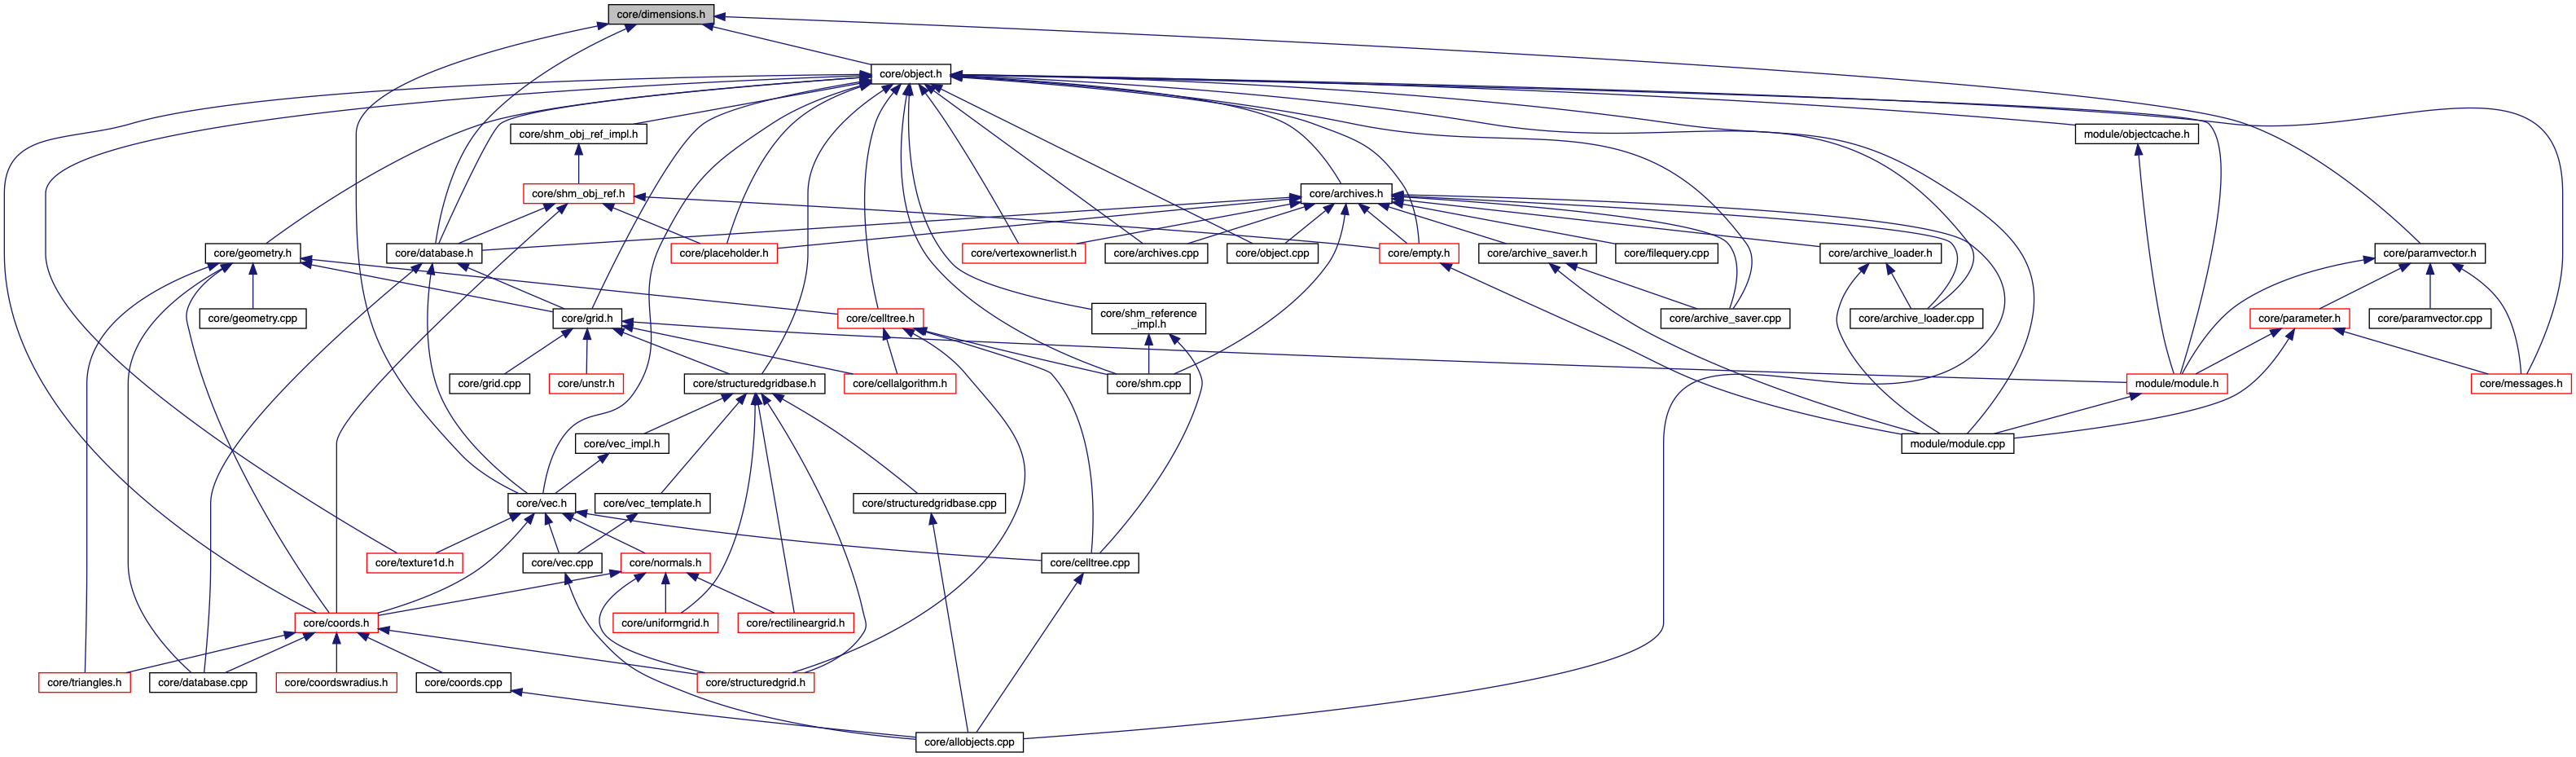 core/dimensions.h
core/object.h
core/shm_obj_ref_impl.h
module/objectcache.h
core/shm_obj_ref.h
core/archives.h
core/geometry.h
core/database.h
core/placeholder.h
core/vertexownerlist.h
core/archives.cpp
core/object.cpp
core/empty.h
core/archive_saver.h
core/filequery.cpp
core/archive_loader.h
core/paramvector.h
core/geometry.cpp
core/grid.h
core/celltree.h
core/shm_reference
_impl.h
core/archive_saver.cpp
core/archive_loader.cpp
core/parameter.h
core/paramvector.cpp
core/grid.cpp
core/unstr.h
core/structuredgridbase.h
core/cellalgorithm.h
core/shm.cpp
module/module.h
core/messages.h
core/vec_impl.h
module/module.cpp
core/vec.h
core/vec_template.h
core/structuredgridbase.cpp
core/texture1d.h
core/vec.cpp
core/normals.h
core/celltree.cpp
core/coords.h
core/uniformgrid.h
core/rectilineargrid.h
core/triangles.h
core/database.cpp
core/coordswradius.h
core/coords.cpp
core/structuredgrid.h
core/allobjects.cpp